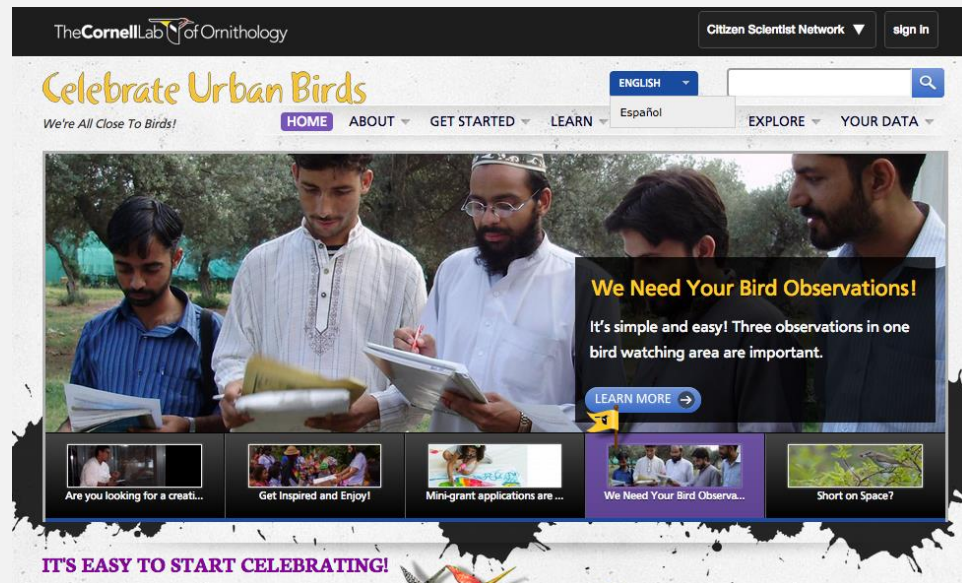 TheCornellLab of Ornithology
Citizen Scientist Network
sign in
Celebrate Urban Birds
We're All Close To Birds!
ENGLISH
Español
HOME ABOUT GET STARTED LEARN EXPLORE YOUR DATA
We Need Your Bird Observations!
It's simple and easy! Three observations in one
bird watching area are important.
LEARN MORE
Are you looking for a creati...
Get Inspired and Enjoy!
Mini-grant applications are ...
We Need Your Bird Observa...
Short on Space?
IT'S EASY TO START CELEBRATING!